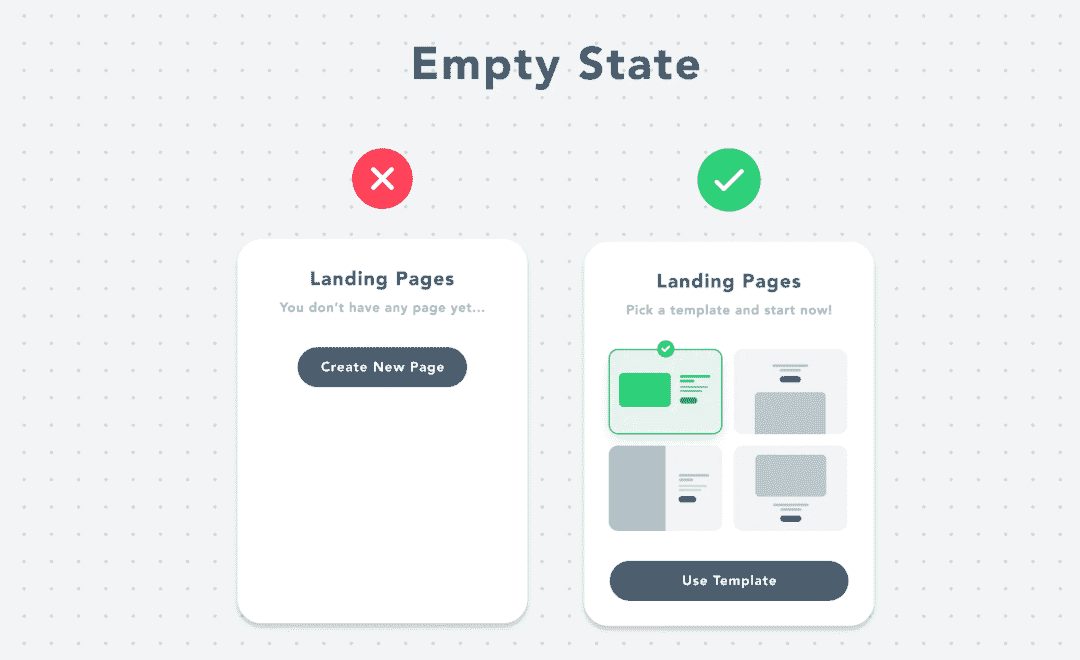 Empty State
Landing Pages
You don't have any page yet...
Create New Page
Landing Pages
Pick a template and start now!
Use Template